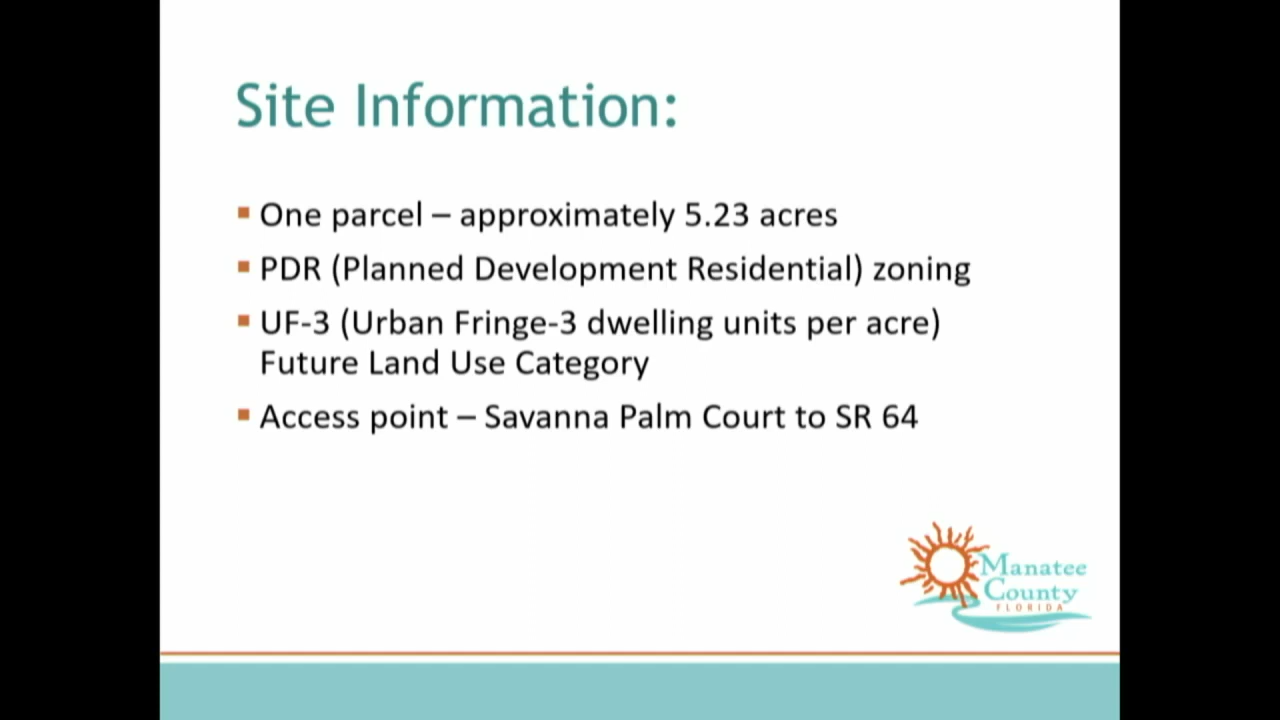 Site Information:
One parcel – approximately 5.23 acres
PDR (Planned Development Residential) zoning
UF-3 (Urban Fringe-3 dwelling units per acre)
Future Land Use Category
Access point – Savanna Palm Court to SR 64
Manatee
County
FLORIDA